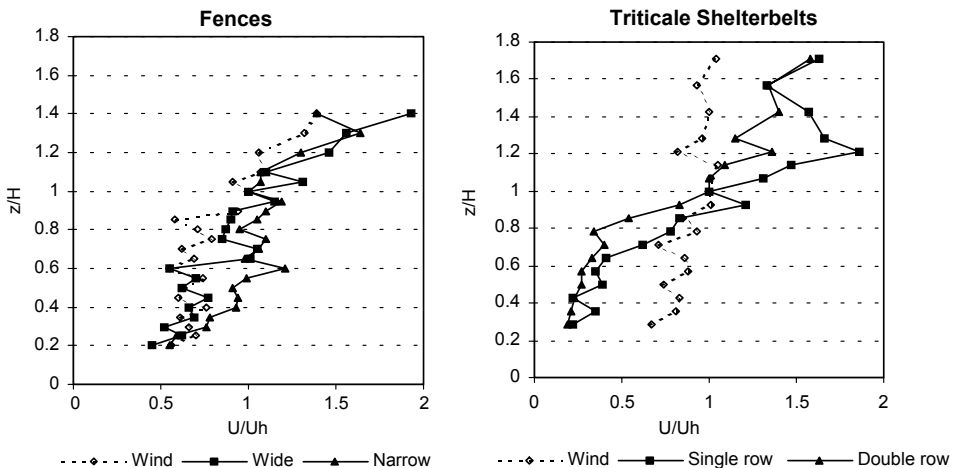 Fences
1.8
1.6
1.4
1.2
1
0.8
0.6
0.4
0.2
0
z/H
0 0.5 1 1.5 2
U/Uh
Wind Wide Narrow
Triticale Shelterbelts
1.8
1.6
1.4
1.2
1
0.8
0.6
0.4
0.2
0
z/H
0 0.5 1 1.5 2
U/Uh
Wind Single row Double row